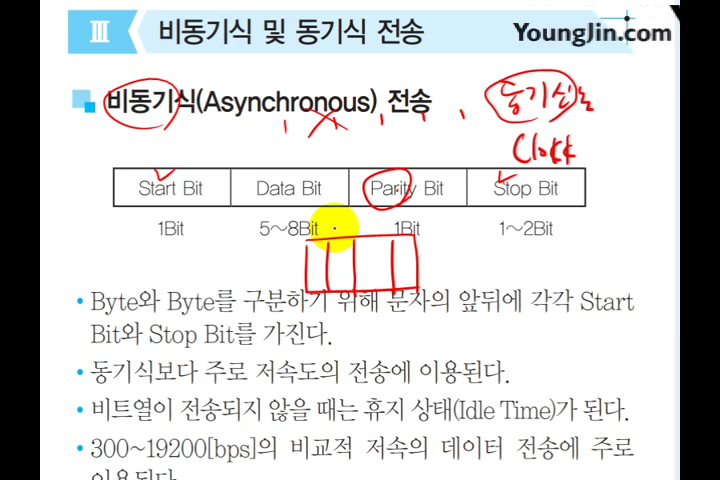 Ⅲ 비동기식 및 동기식 전송
YoungJin.com
비동기식(Asynchronous) 전송
동기식는
Clock
Start Bit Data Bit Parity Bit Stop Bit
1Bit 5~8Bit 1Bit 1~2Bit
• Byte와 Byte를 구분하기 위해 문자의 앞뒤에 각각 Start
Bit와 Stop Bit를 가진다.
• 동기식보다 주로 저속도의 전송에 이용된다.
• 비트열이 전송되지 않을 때는 휴지 상태(Idle Time)가 된다.
• 300~19200[bps]의 비교적 저속의 데이터 전송에 주로
이용된다.